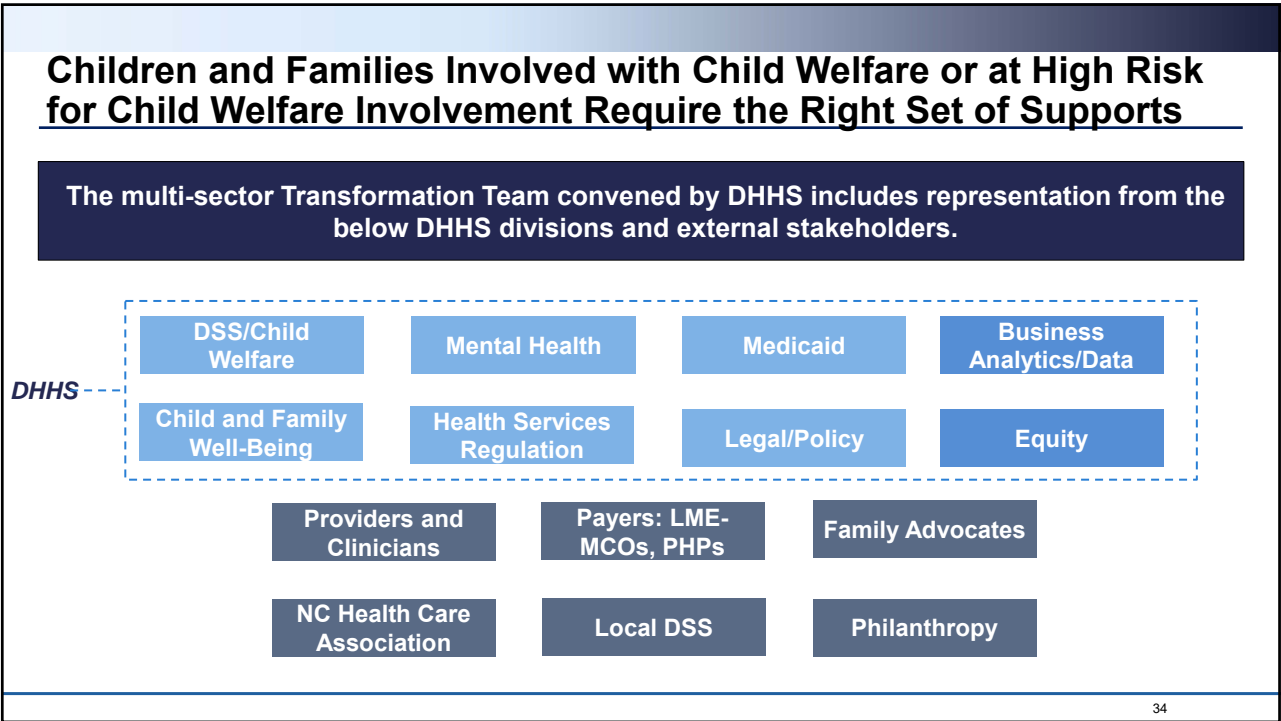 Children and Families Involved with Child Welfare or at High Risk
for Child Welfare Involvement Require the Right Set of Supports
The multi-sector Transformation Team convened by DHHS includes representation from the
below DHHS divisions and external stakeholders.
DHHS
DSS/Child
Welfare
Mental Health
Medicaid
Business
Analytics/Data
Child and Family
Well-Being
Health Services
Regulation
Legal/Policy
Equity
Providers and
Clinicians
Payers: LME-
MCOs, PHPs
Family Advocates
NC Health Care
Association
Local DSS
Philanthropy
34